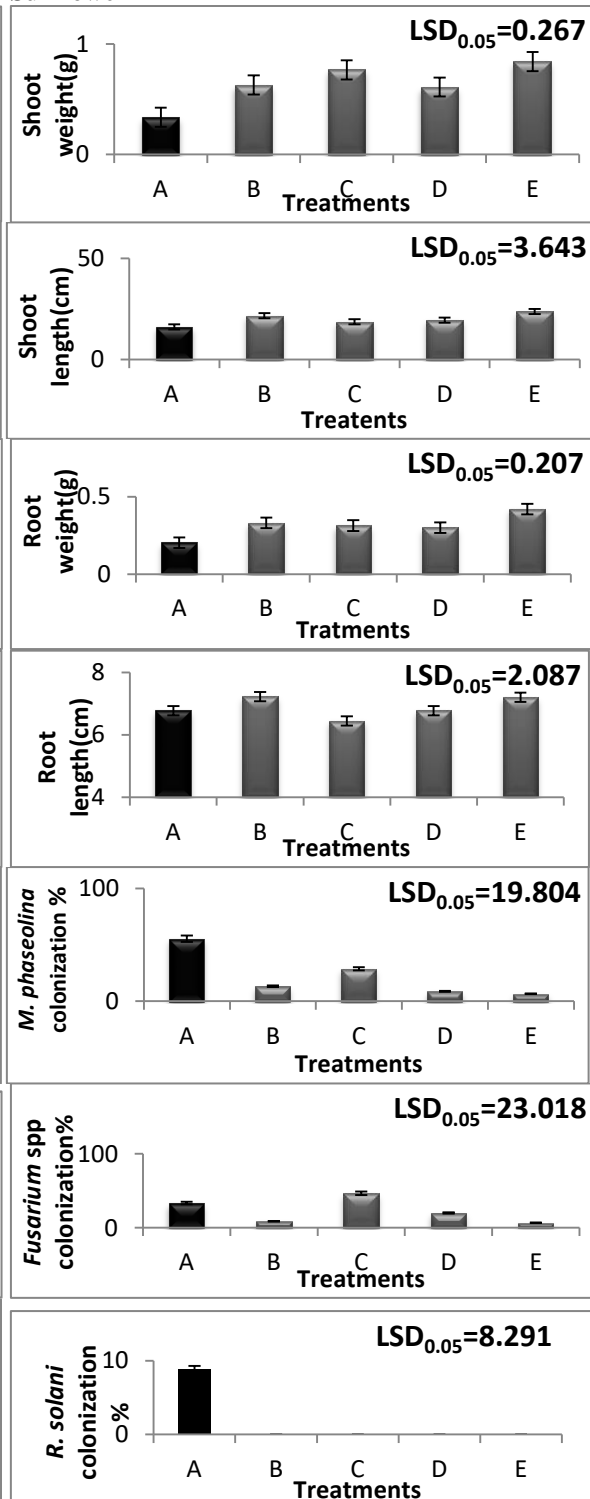 LSD0.05=0.267
Shoot
weight(g)
1
0
A B C D E
Treatments
LSD0.05=3.643
Shoot
length(cm)
50
0
A B C D E
Treatents
LSD0.05=0.207
Root
weight(g)
0.5
0
A B C D E
Tratments
LSD0.05=2.087
Root
length(cm)
8
6
4
A B C D E
Treatments
LSD0.05=19.804
M. phaseolina
colonization %
100
0
A B C D E
Treatments
LSD0.05=23.018
Fusarium spp
colonization%
100
0
A B C D E
Treatments
LSD0.05=8.291
R. solani
colonization
%
10
0
A B C D E
Treatments